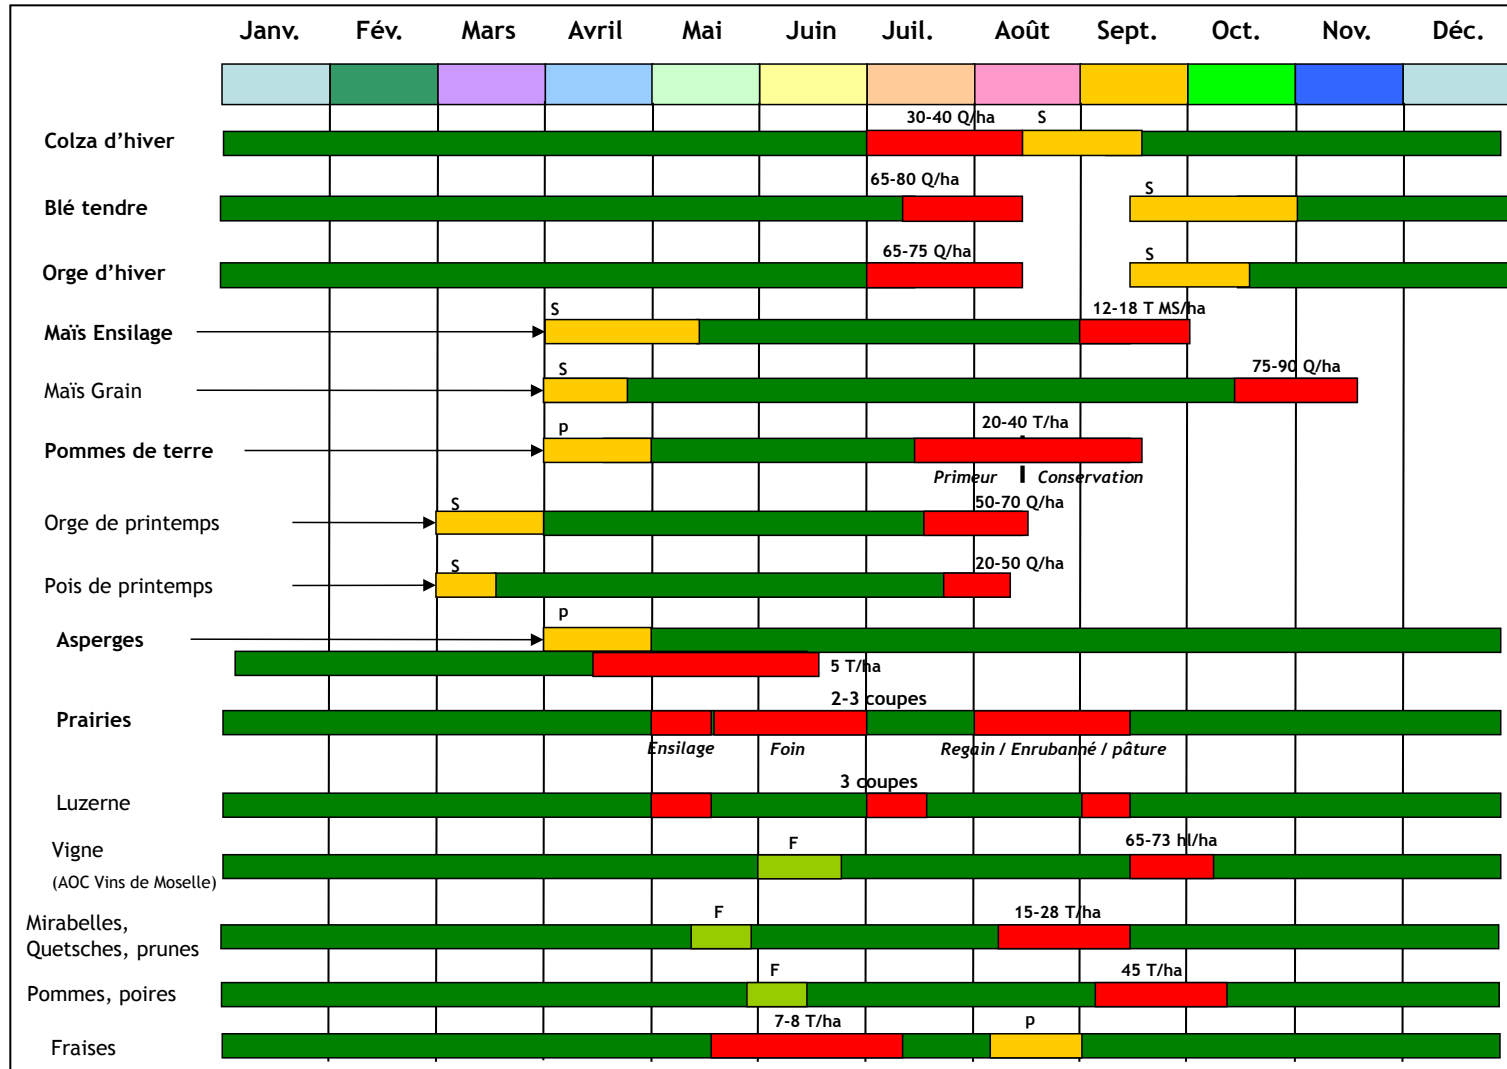 Janv. Fév. Mars Avril Mai Juin Juil. Août Sept. Oct. Nov. Déc.
30-40 Q/ha S
Colza d’hiver
65-80 Q/ha S
Blé tendre
65-75 Q/ha S
Orge d’hiver
S 12-18 T MS/ha
Maïs Ensilage
S 75-90 Q/ha
Maïs Grain
p 20-40 T/ha
Pommes de terre
Primeur Conservation
S 50-70 Q/ha
Orge de printemps
S 20-50 Q/ha
Pois de printemps
p
Asperges
5 T/ha
2-3 coupes
Prairies
Ensilage Foin Regain / Enrubanné / pâture
3 coupes
Luzerne
F 65-73 hl/ha
Vigne
(AOC Vins de Moselle)
F 15-28 T/ha
Mirabelles,
Quetsches, prunes
F 45 T/ha
Pommes, poires
7-8 T/ha p
Fraises